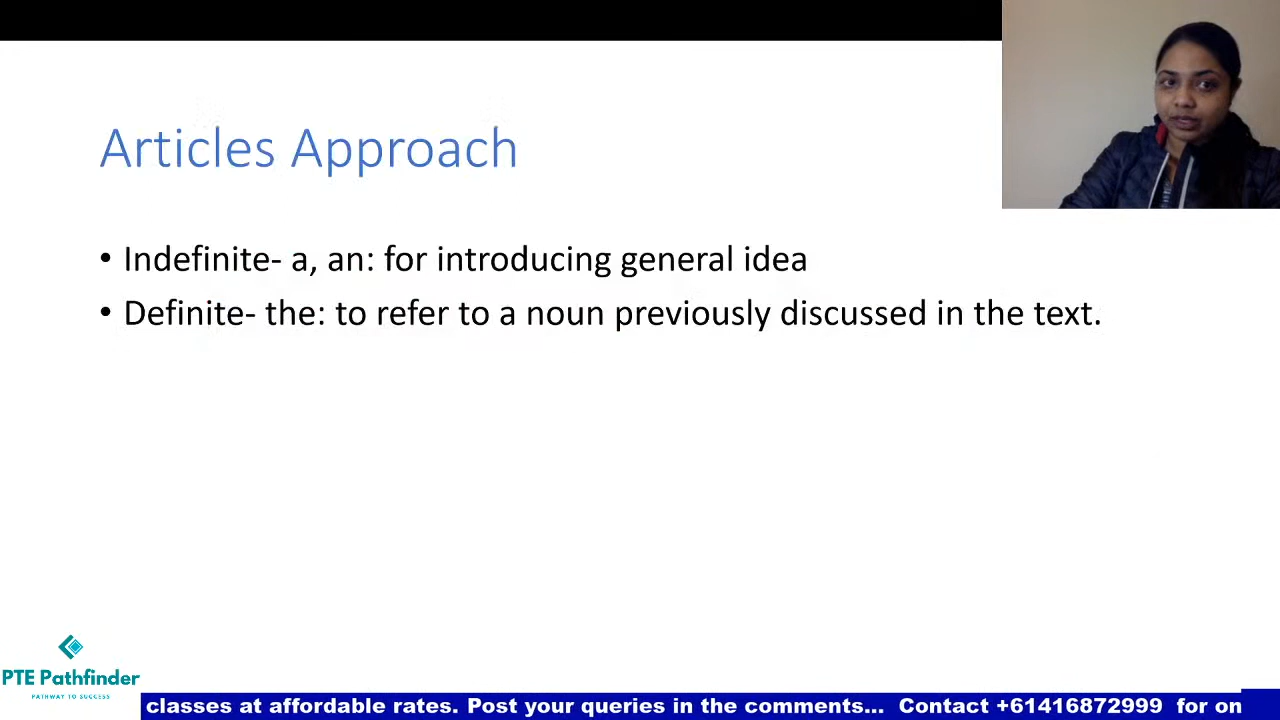 Articles Approach
• Indefinite- a, an: for introducing general idea
• Definite- the: to refer to a noun previously discussed in the text.
PTE Pathfinder
PATHWAY TO SUCCESS
classes at affordable rates. Post your queries in the comments... Contact +61416872999 for on